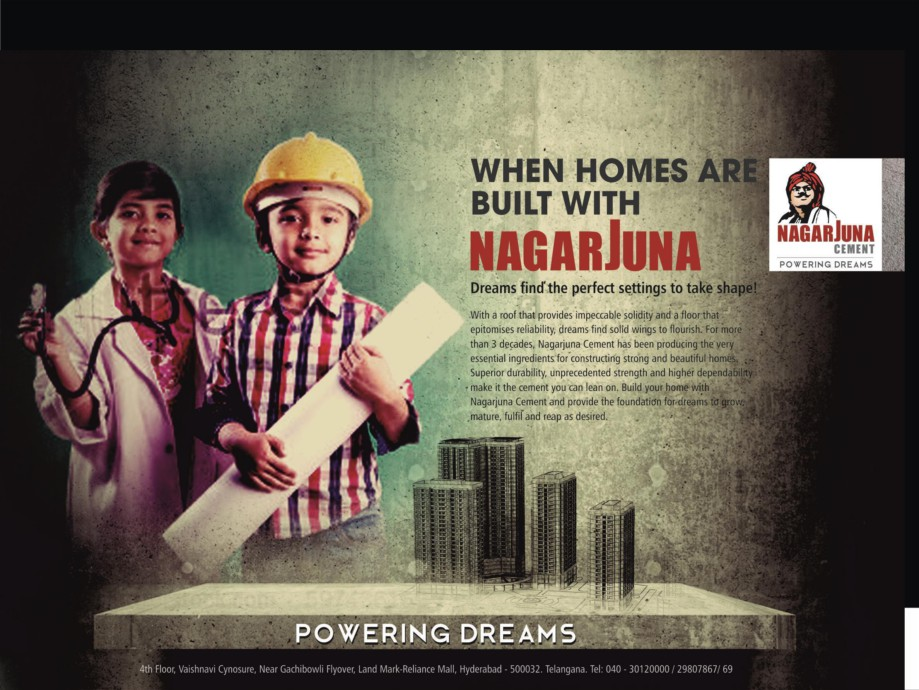 WHEN HOMES ARE
BUILT WITH
NAGARJUNA
Dreams find the perfect settings to take shape!
With a roof that provides impeccable solidity and a floor that
epitomises reliability, dreams find solid wings to flourish. For more
than 3 decades, Nagarjuna Cement has been producing the very
essential ingredients for constructing strong and beautiful homes.
Superior durability, unprecedented strength and higher dependability
make it the cement you can lean on. Build your home with
Nagarjuna Cement and provide the foundation for dreams to grow,
mature, fulfil and reap as desired.
NAGARJUNA
CEMENT
POWERING DREAMS
POWERING DREAMS
4th Floor, Vaishnavi Cynosure, Near Gachibowli Flyover, Land Mark-Reliance Mall, Hyderabad - 500032. Telangana. Tel: 040 - 30120000 / 29807867/ 69